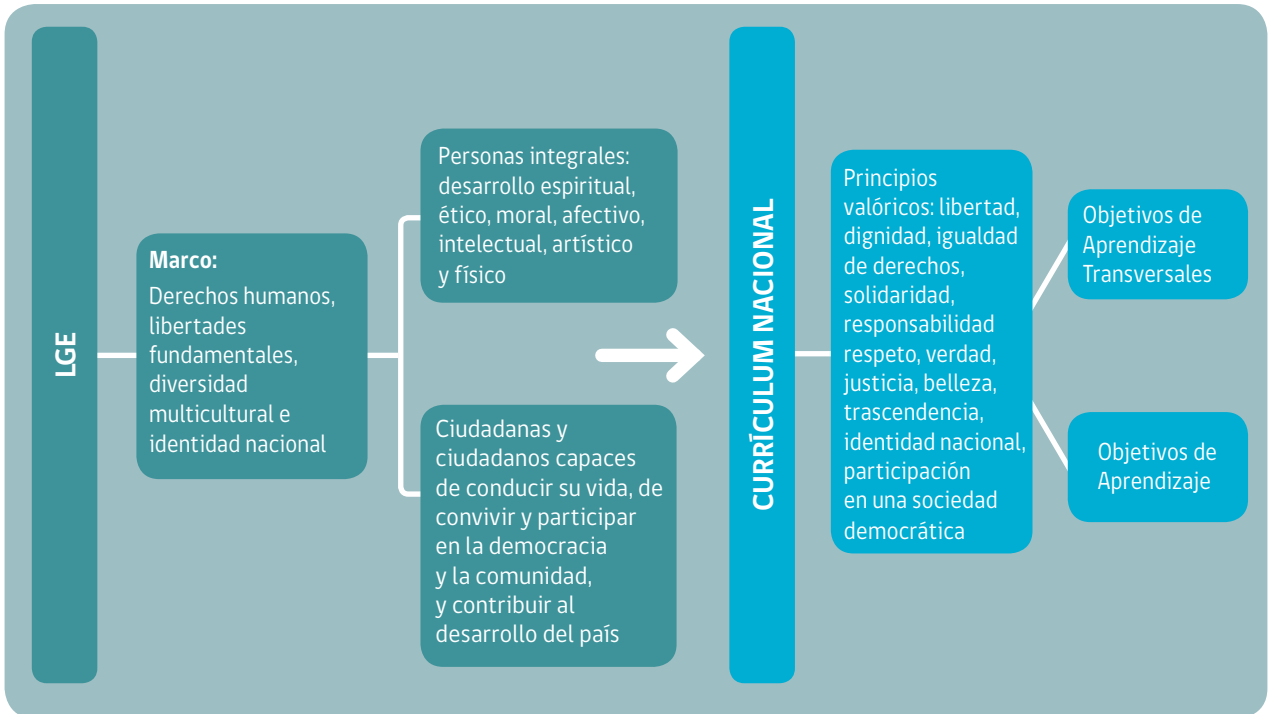 LGE
Marco:
Derechos humanos,
libertades
fundamentales,
diversidad
multicultural e
identidad nacional
Personas integrales:
desarrollo espiritual,
ético, moral, afectivo,
intelectual, artístico
y físico
Ciudadanas y
ciudadanos capaces
de conducir su vida, de
convivir y participar
en la democracia
y la comunidad,
y contribuir al
desarrollo del país
CURRÍCULUM NACIONAL
Principios
valóricos: libertad,
dignidad, igualdad
de derechos,
solidaridad,
responsabilidad
respeto, verdad,
justicia, belleza,
trascendencia,
identidad nacional,
participación
en una sociedad
democrática
Objetivos de
Aprendizaje
Transversales
Objetivos de
Aprendizaje